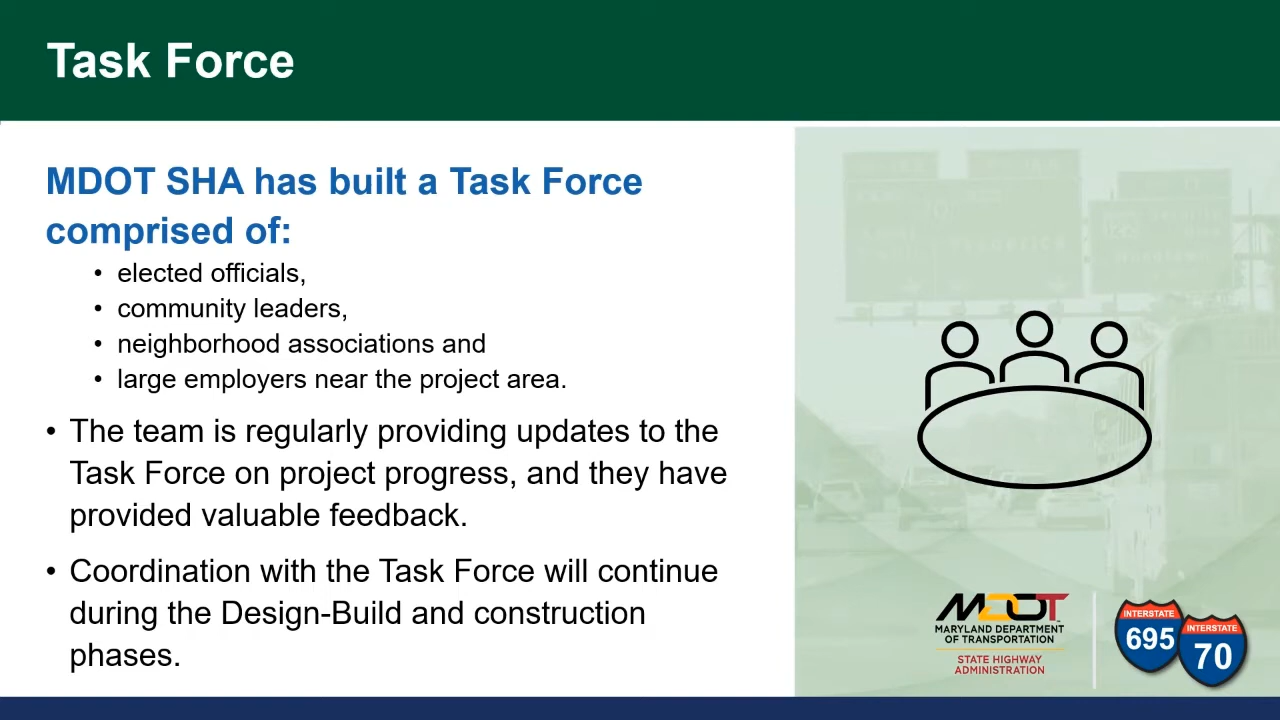 Task Force
MDOT SHA has built a Task Force
comprised of:
• elected officials,
• community leaders,
• neighborhood associations and
• large employers near the project area.
• The team is regularly providing updates to the
Task Force on project progress, and they have
provided valuable feedback.
• Coordination with the Task Force will continue
during the Design-Build and construction
phases.
MDOT
MARYLAND DEPARTMENT
OF TRANSPORTATION
STATE HIGHWAY
ADMINISTRATION
INTERSTATE
695
INTERSTATE
70